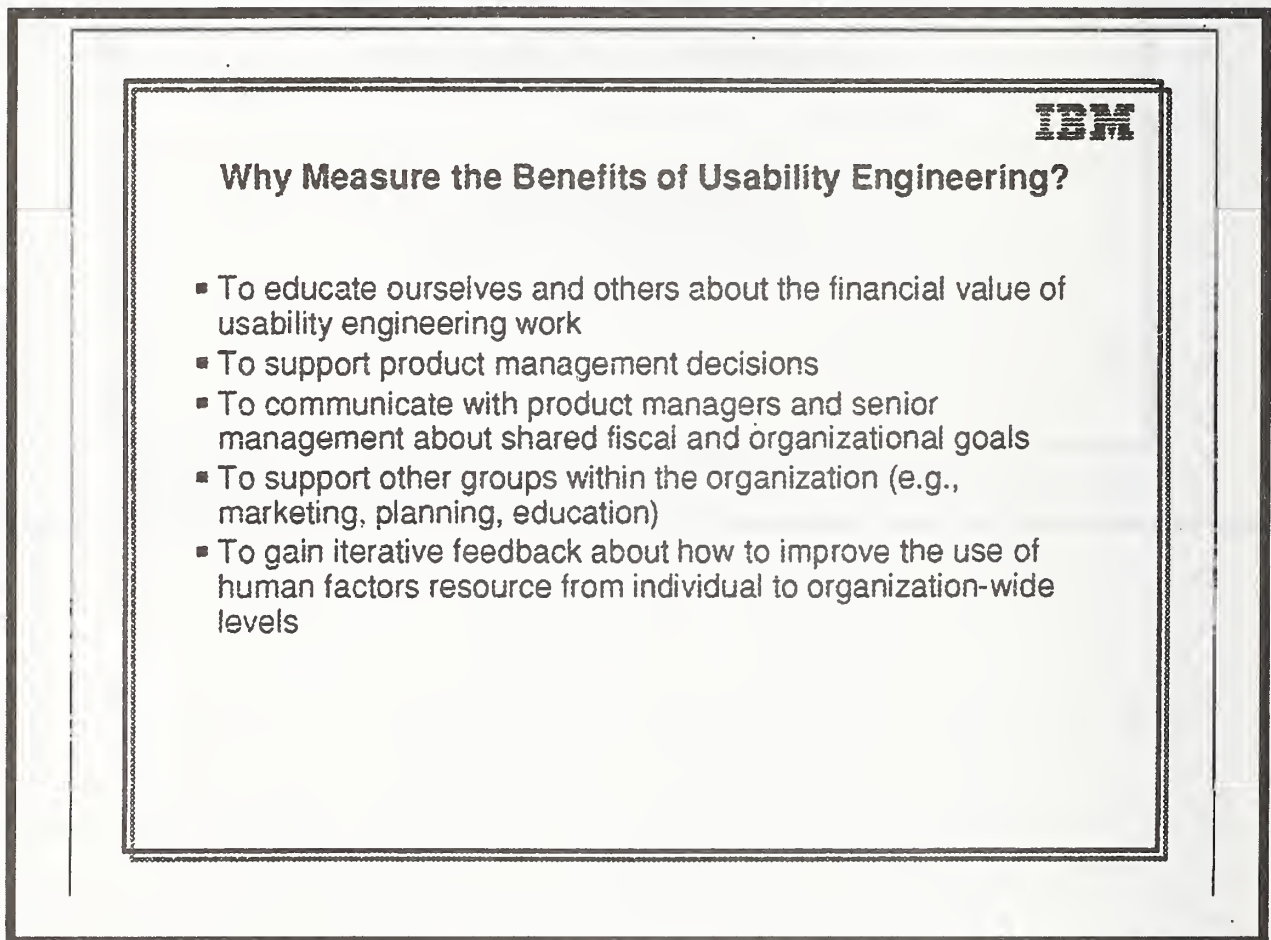 IBM
Why Measure the Benefits of Usability Engineering?
▪ To educate ourselves and others about the financial value of
usability engineering work
▪ To support product management decisions
▪ To communicate with product managers and senior
management about shared fiscal and organizational goals
▪ To support other groups within the organization (e.g.,
marketing, planning, education)
▪ To gain iterative feedback about how to improve the use of
human factors resource from individual to organization-wide
levels